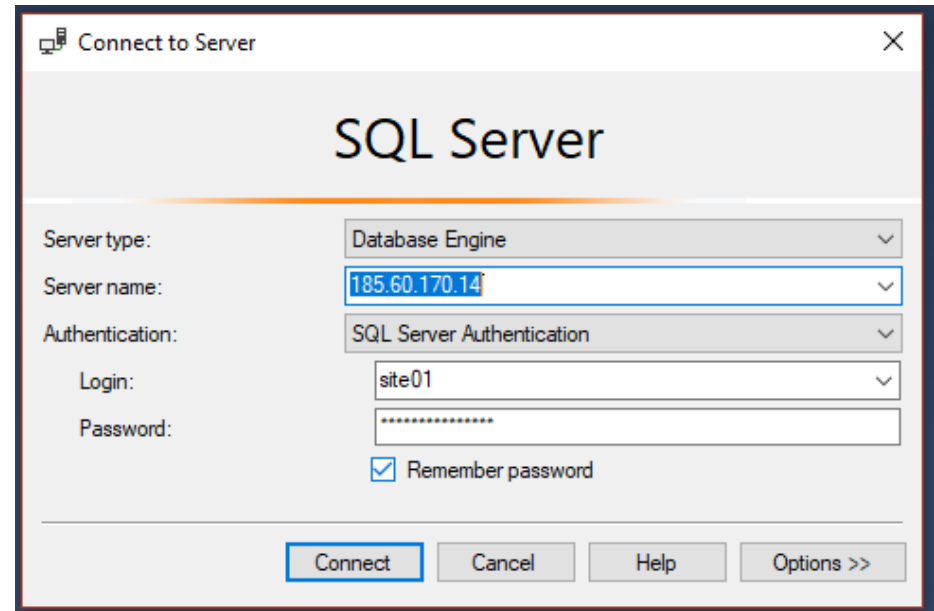 Connect to Server
SQL Server
Server type: Database Engine
Server name: 185.60.170.14
Authentication: SQL Server Authentication
Login: site01
Password: ***************
Remember password
Connect Cancel Help Options >>